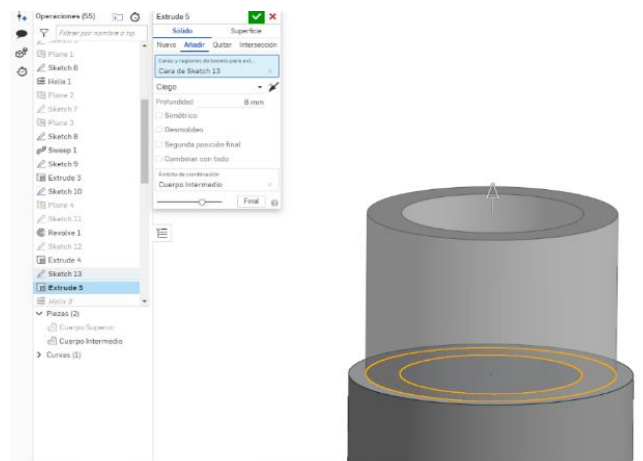 Operaciones (55)
Filtrar por nombre o tip
Plane 1
Sketch 6
Helix 1
Plane 2
Sketch 7
Plane 3
Sketch 8
Sweep 1
Sketch 9
Extrude 3
Sketch 10
Plane 4
Sketch 11
Revolve 1
Sketch 12
Extrude 4
Sketch 13
Extrude 5
Helix 3
Piezas (2)
Cuerpo Superior
Cuerpo Intermedio
Curvas (1)
Extrude 5
Sólido Superficie
Nuevo Añadir Quitar Intersección
Caras y regiones de boceto para ext...
Cara de Sketch 13
Ciego
Profundidad 8 mm
Simétrico
Desmoldeo
Segunda posición final
Combinar con todo
Ámbito de combinación
Cuerpo Intermedio
Final